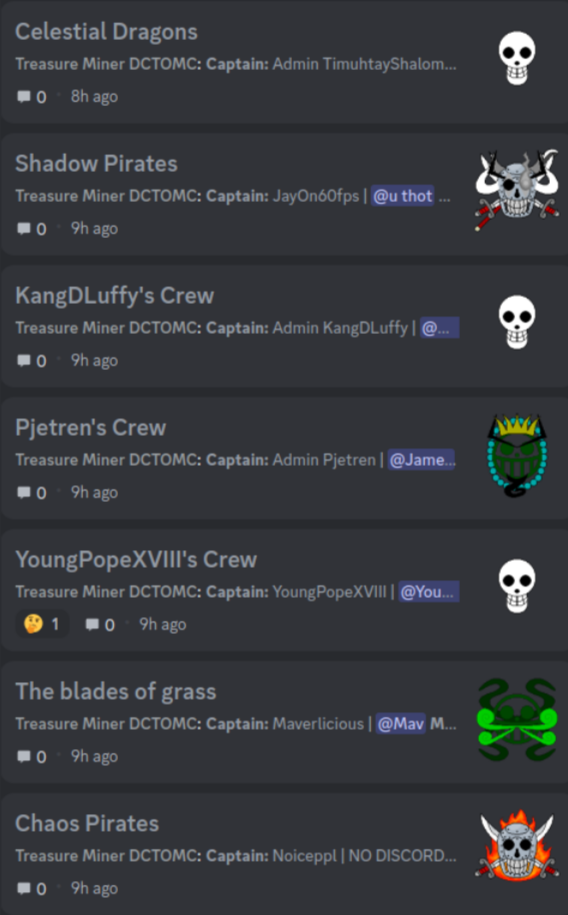 Celestial Dragons
Treasure Miner DCTOMC: Captain: Admin TimuhtayShalom...
0 · 8h ago
Shadow Pirates
Treasure Miner DCTOMC: Captain: JayOn60fps | @u thot ...
0 · 9h ago
KangDLuffy's Crew
Treasure Miner DCTOMC: Captain: Admin KangDLuffy | @...
0 · 9h ago
Pjetren's Crew
Treasure Miner DCTOMC: Captain: Admin Pjetren | @Jame...
0 · 9h ago
YoungPopeXVIII's Crew
Treasure Miner DCTOMC: Captain: YoungPopeXVIII | @You...
🤔 1 0 · 9h ago
The blades of grass
Treasure Miner DCTOMC: Captain: Maverlicious | @Mav M...
0 · 9h ago
Chaos Pirates
Treasure Miner DCTOMC: Captain: Noiceppl | NO DISCORD...
0 · 9h ago